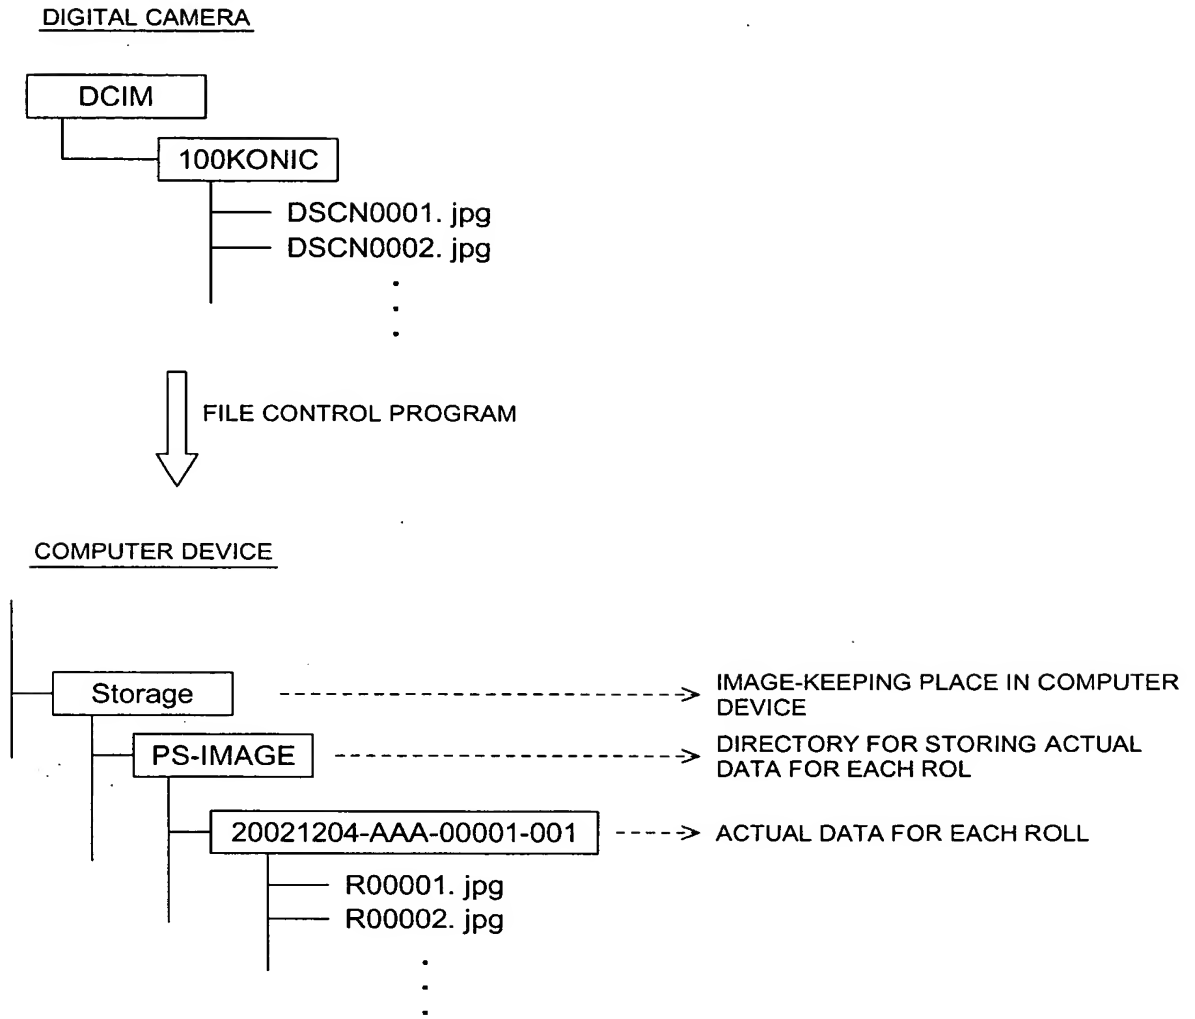 DIGITAL CAMERA
DCIM
100KONIC
DSCN0001. jpg
DSCN0002. jpg
FILE CONTROL PROGRAM
COMPUTER DEVICE
Storage
IMAGE-KEEPING PLACE IN COMPUTER
DEVICE
PS-IMAGE
DIRECTORY FOR STORING ACTUAL
DATA FOR EACH ROL
20021204-AAA-00001-001
ACTUAL DATA FOR EACH ROLL
R00001. jpg
R00002. jpg